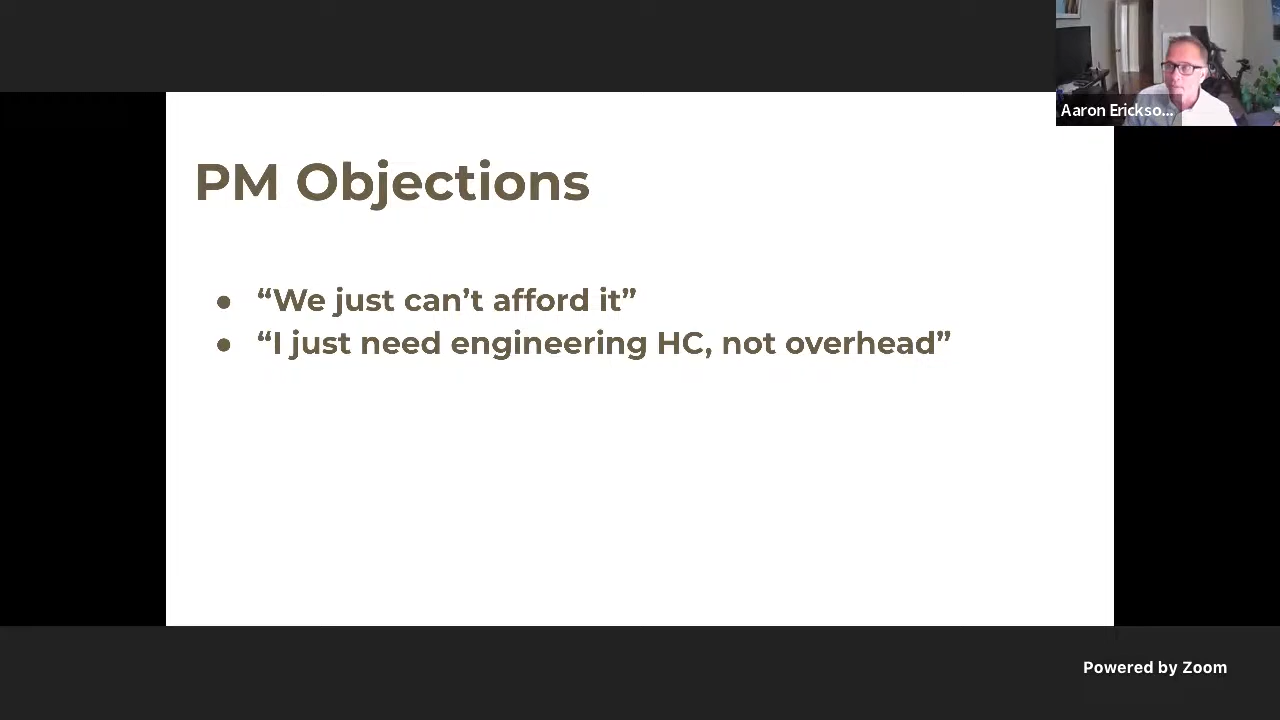 Aaron Erickso...
PM Objections
● “We just can’t afford it”
● “I just need engineering HC, not overhead”
Powered by Zoom